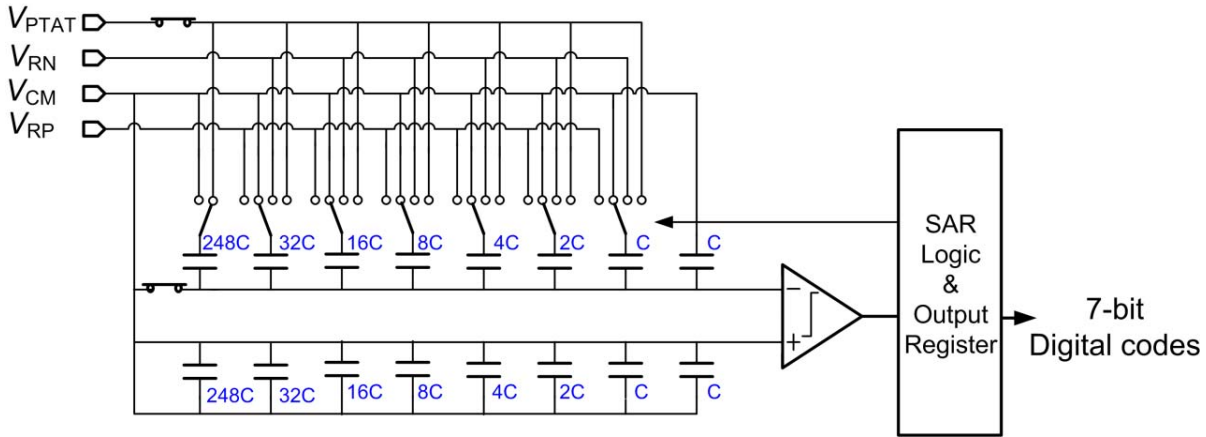 VPTAT
VRN
VCM
VRP
248C 32C 16C 8C 4C 2C C C
−
+
248C 32C 16C 8C 4C 2C C C
SAR
Logic
&
Output
Register
7-bit
Digital codes